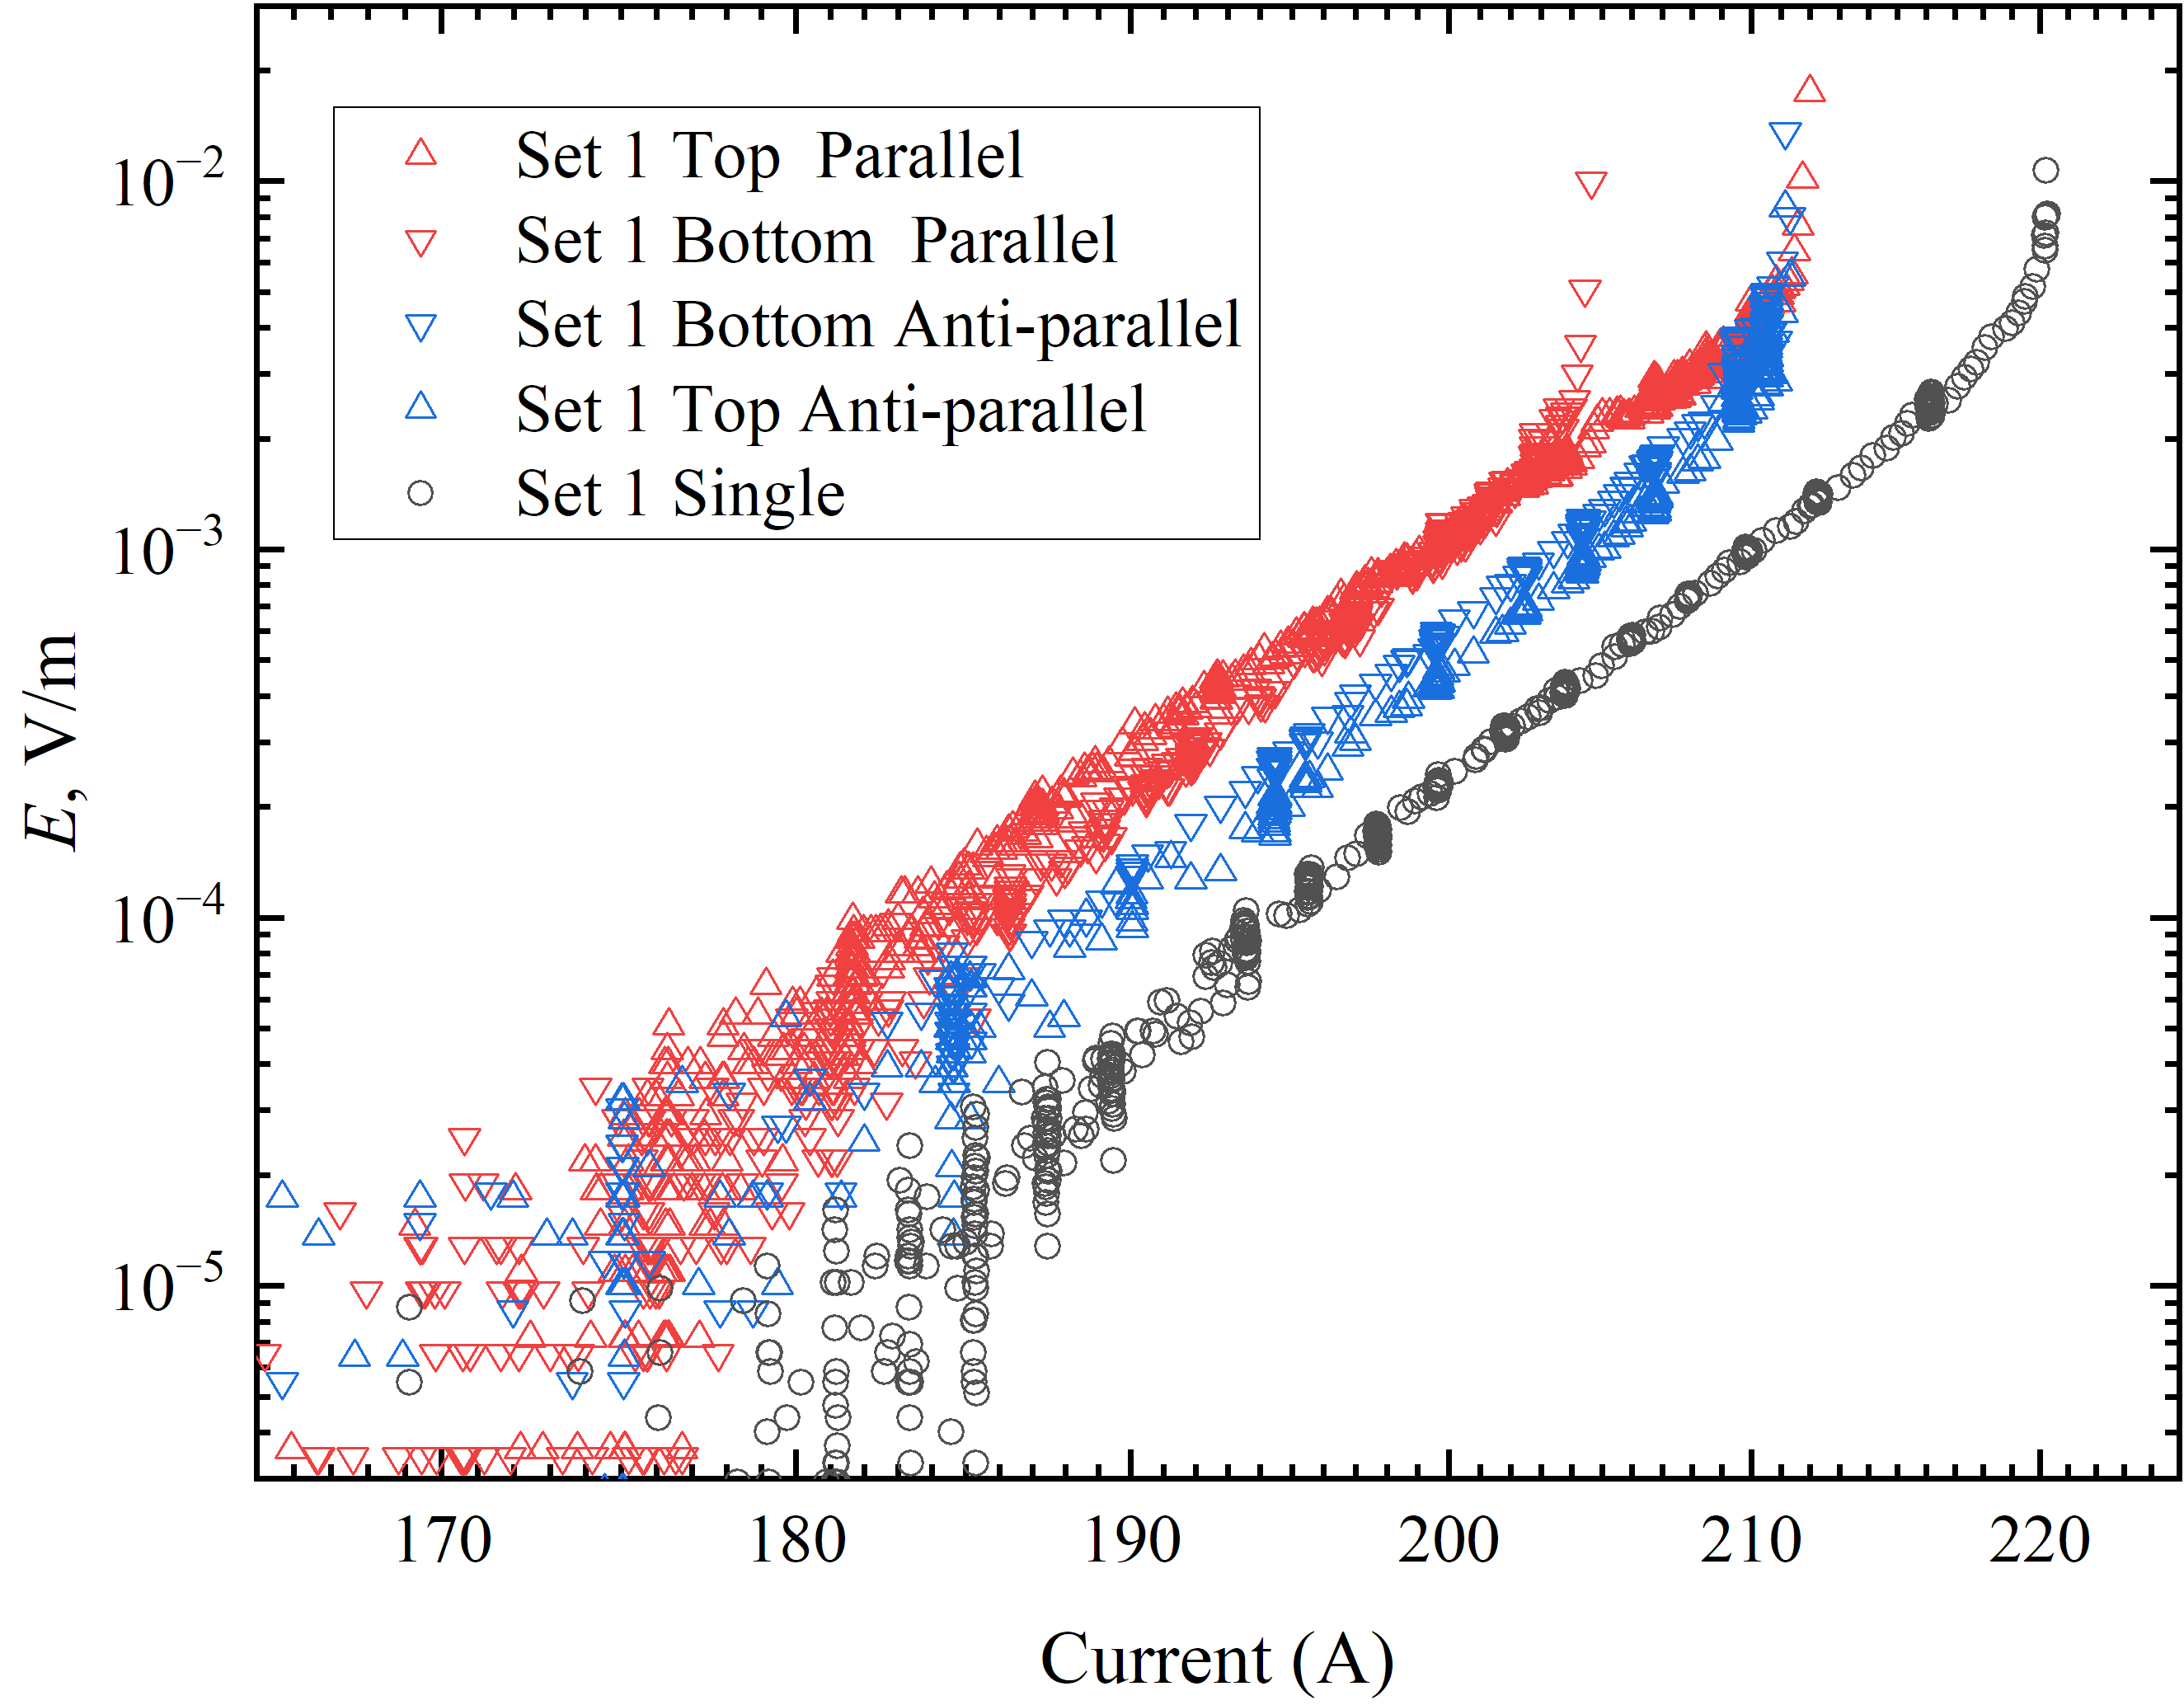 Set 1 Top  Parallel
Set 1 Bottom  Parallel
Set 1 Bottom Anti-parallel
Set 1 Top Anti-parallel
Set 1 Single
E, V/m
10⁻²
10⁻³
10⁻⁴
10⁻⁵
170 180 190 200 210 220
Current (A)